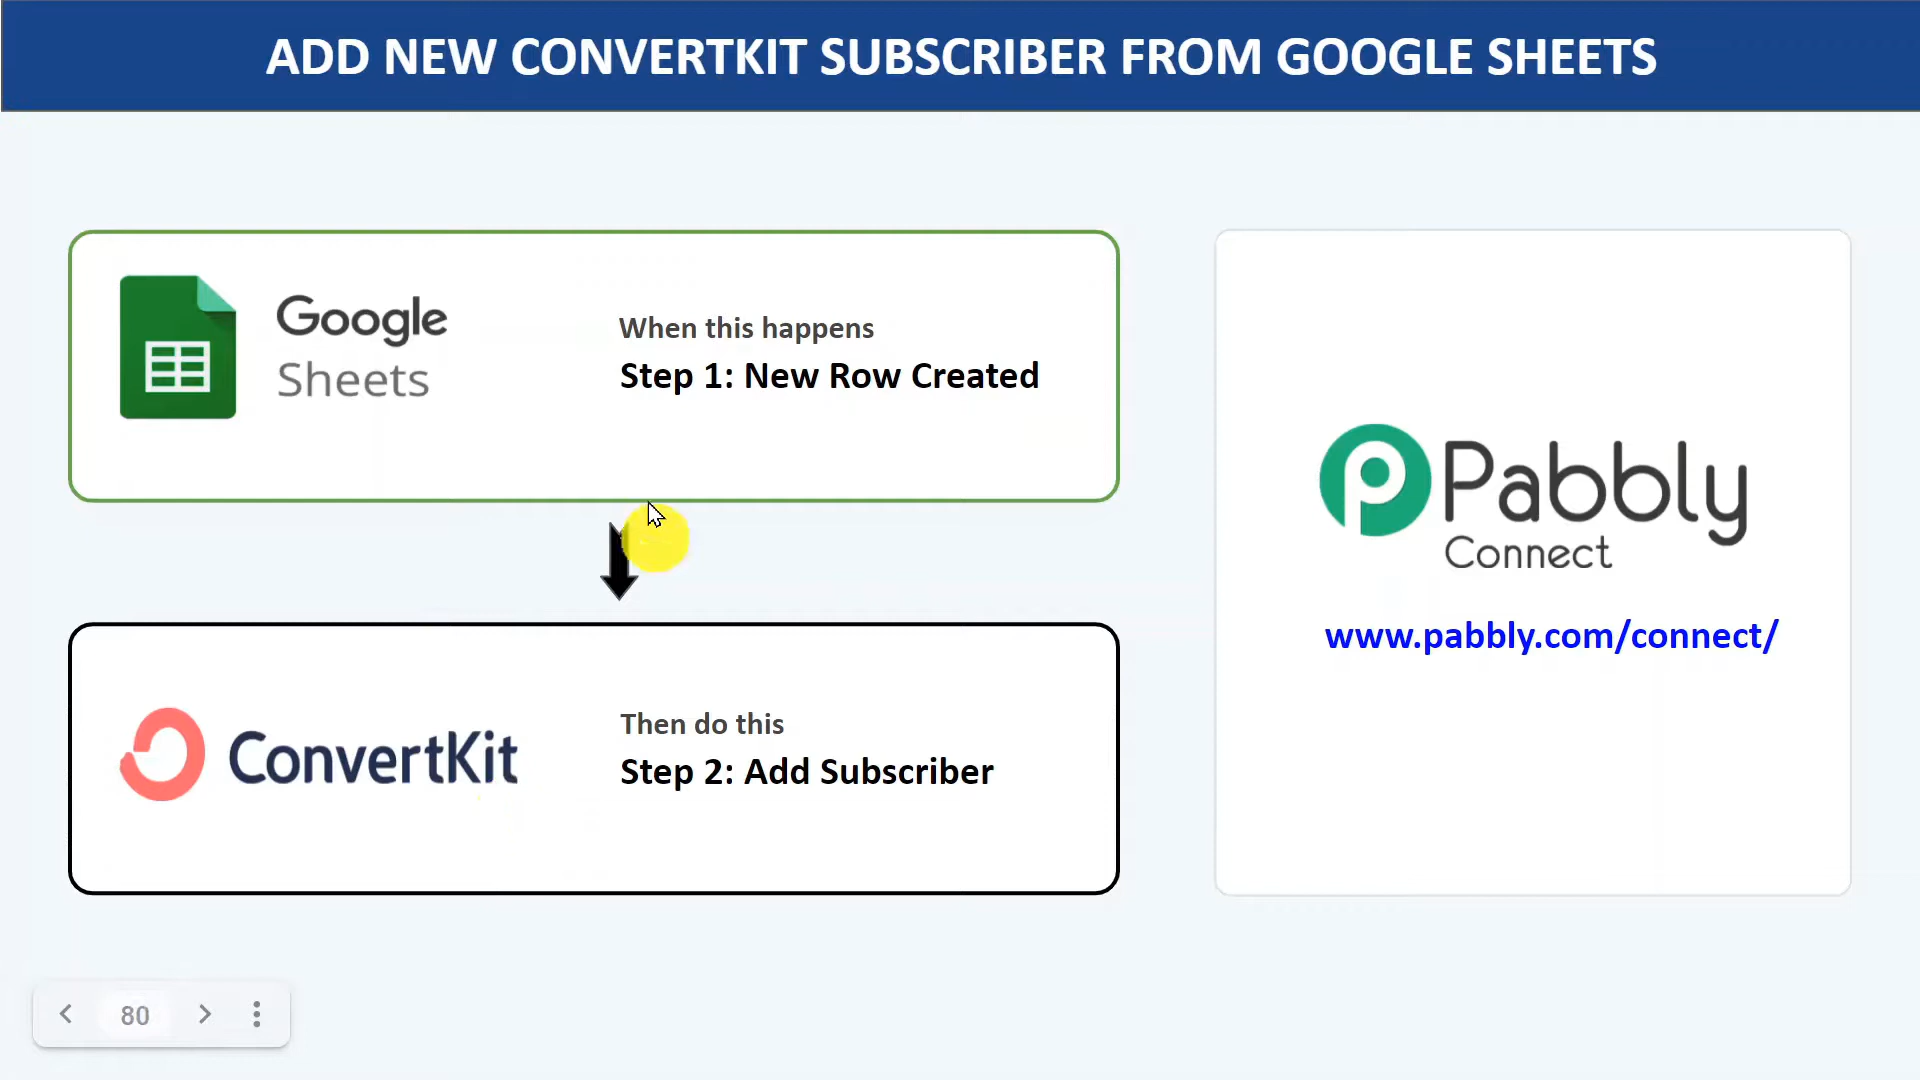 ADD NEW CONVERTKIT SUBSCRIBER FROM GOOGLE SHEETS
Google
Sheets
When this happens
Step 1: New Row Created
ConvertKit
Then do this
Step 2: Add Subscriber
Pabbly
Connect
www.pabbly.com/connect/
80